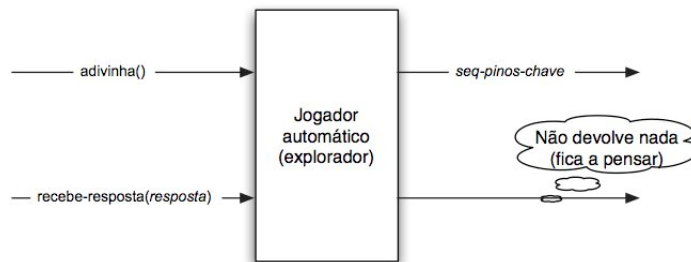 adivinha()
seq-pinos-chave
Jogador
automático
(explorador)
Não devolve nada
(fica a pensar)
recebe-resposta(resposta)